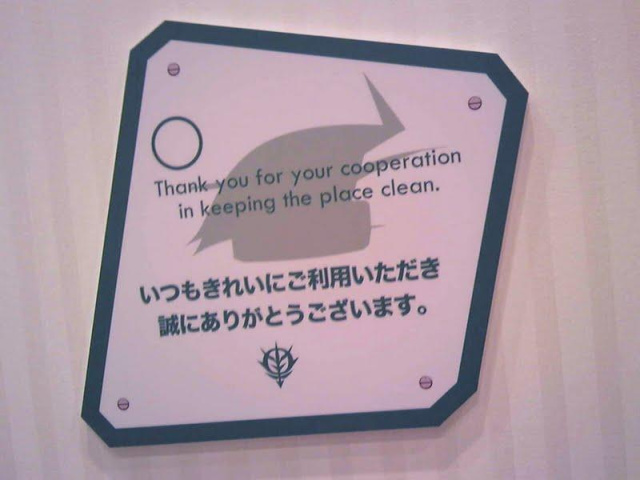 Thank you for your cooperation
in keeping the place clean.
いつもきれいにご利用いただき
誠にありがとうございます。